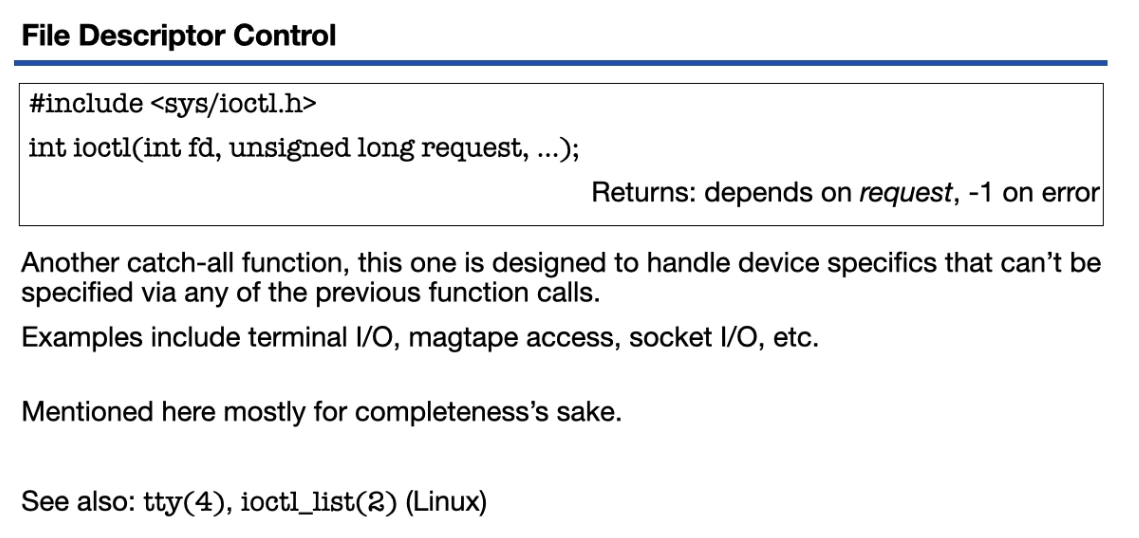 File Descriptor Control
#include <sys/ioctl.h>
int ioctl(int fd, unsigned long request, ...);
Returns: depends on request, -1 on error
Another catch-all function, this one is designed to handle device specifics that can’t be
specified via any of the previous function calls.
Examples include terminal I/O, magtape access, socket I/O, etc.
Mentioned here mostly for completeness’s sake.
See also: tty(4), ioctl_list(2) (Linux)